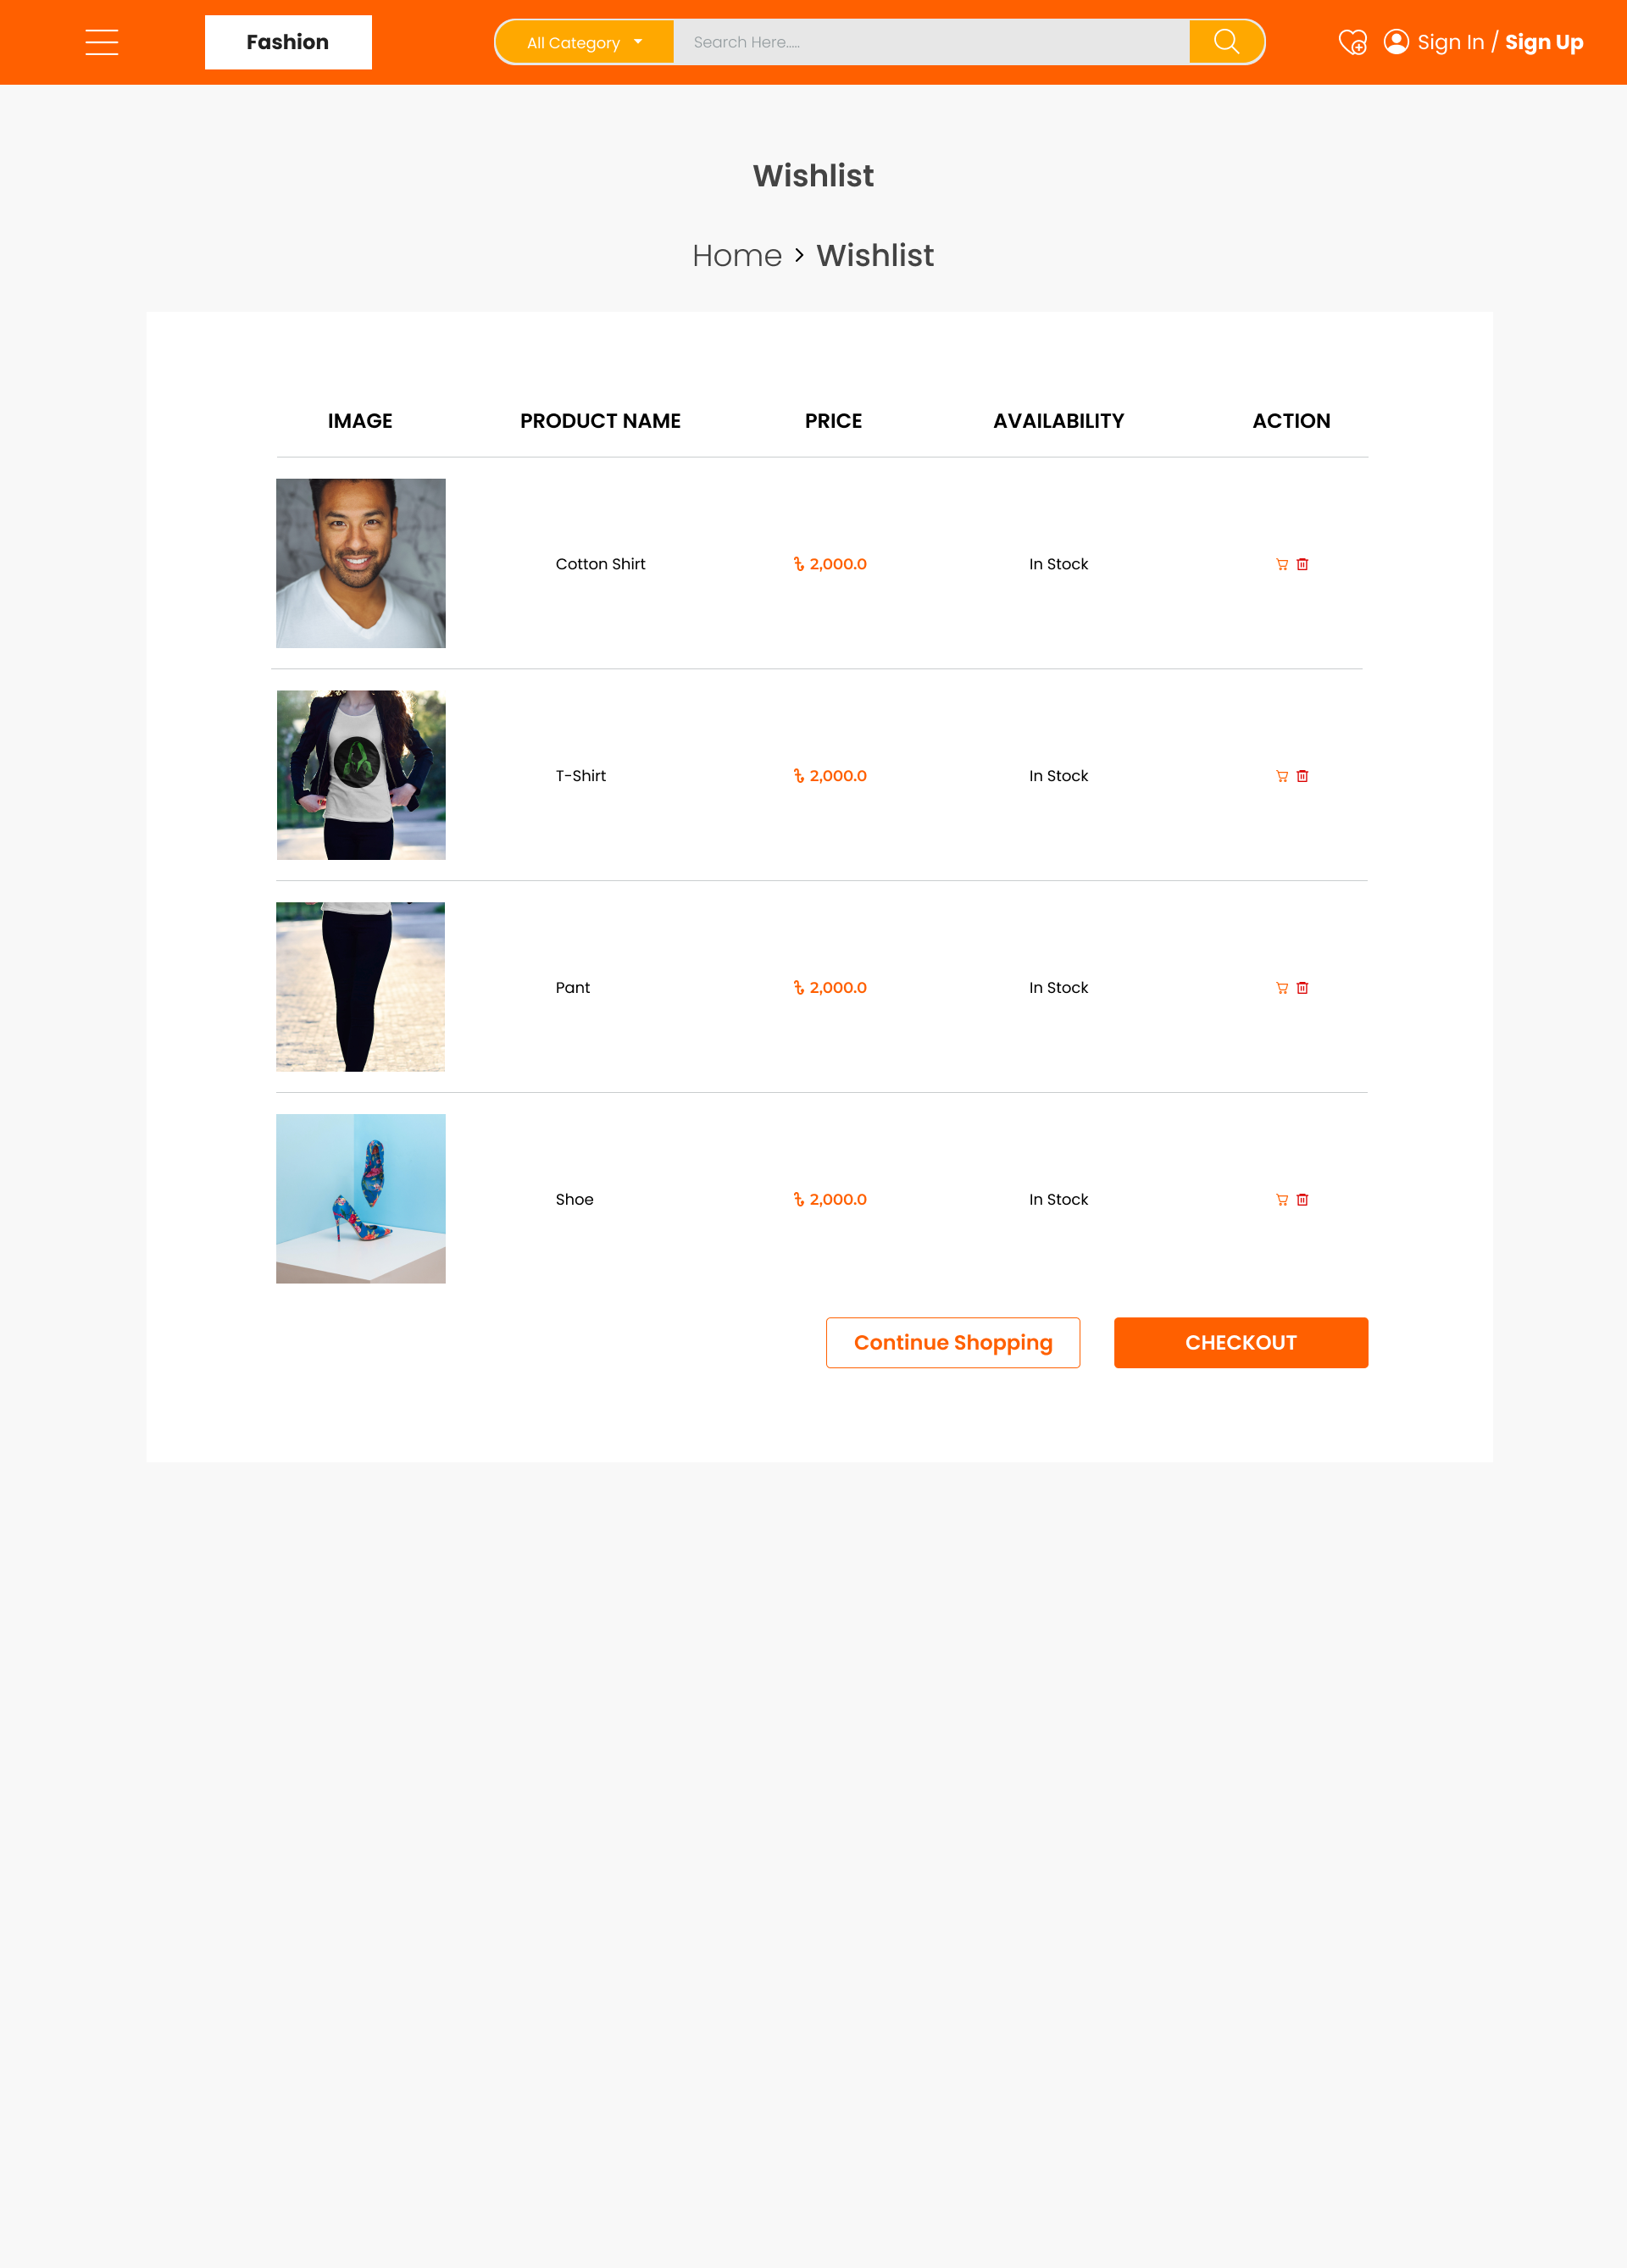 Fashion
All Category
Search Here.....
Sign In / Sign Up
Wishlist
Home > Wishlist
IMAGE PRODUCT NAME PRICE AVAILABILITY ACTION
Cotton Shirt ৳ 2,000.0 In Stock
T-Shirt ৳ 2,000.0 In Stock
Pant ৳ 2,000.0 In Stock
Shoe ৳ 2,000.0 In Stock
Continue Shopping CHECKOUT